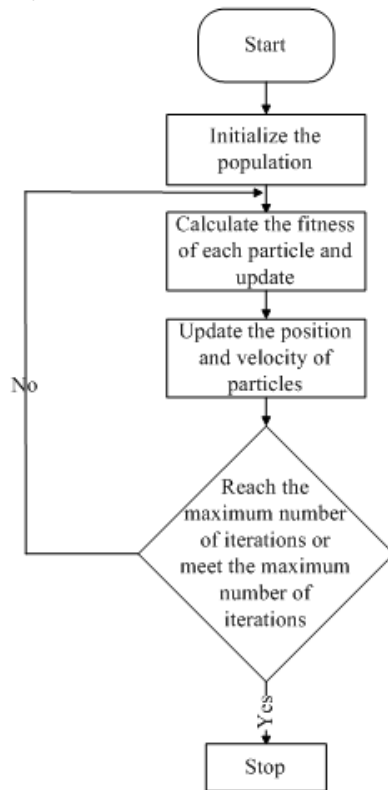 Start
Initialize the
population
Calculate the fitness
of each particle and
update
Update the position
and velocity of
particles
No
Reach the
maximum number
of iterations or
meet the maximum
number of
iterations
Yes
Stop